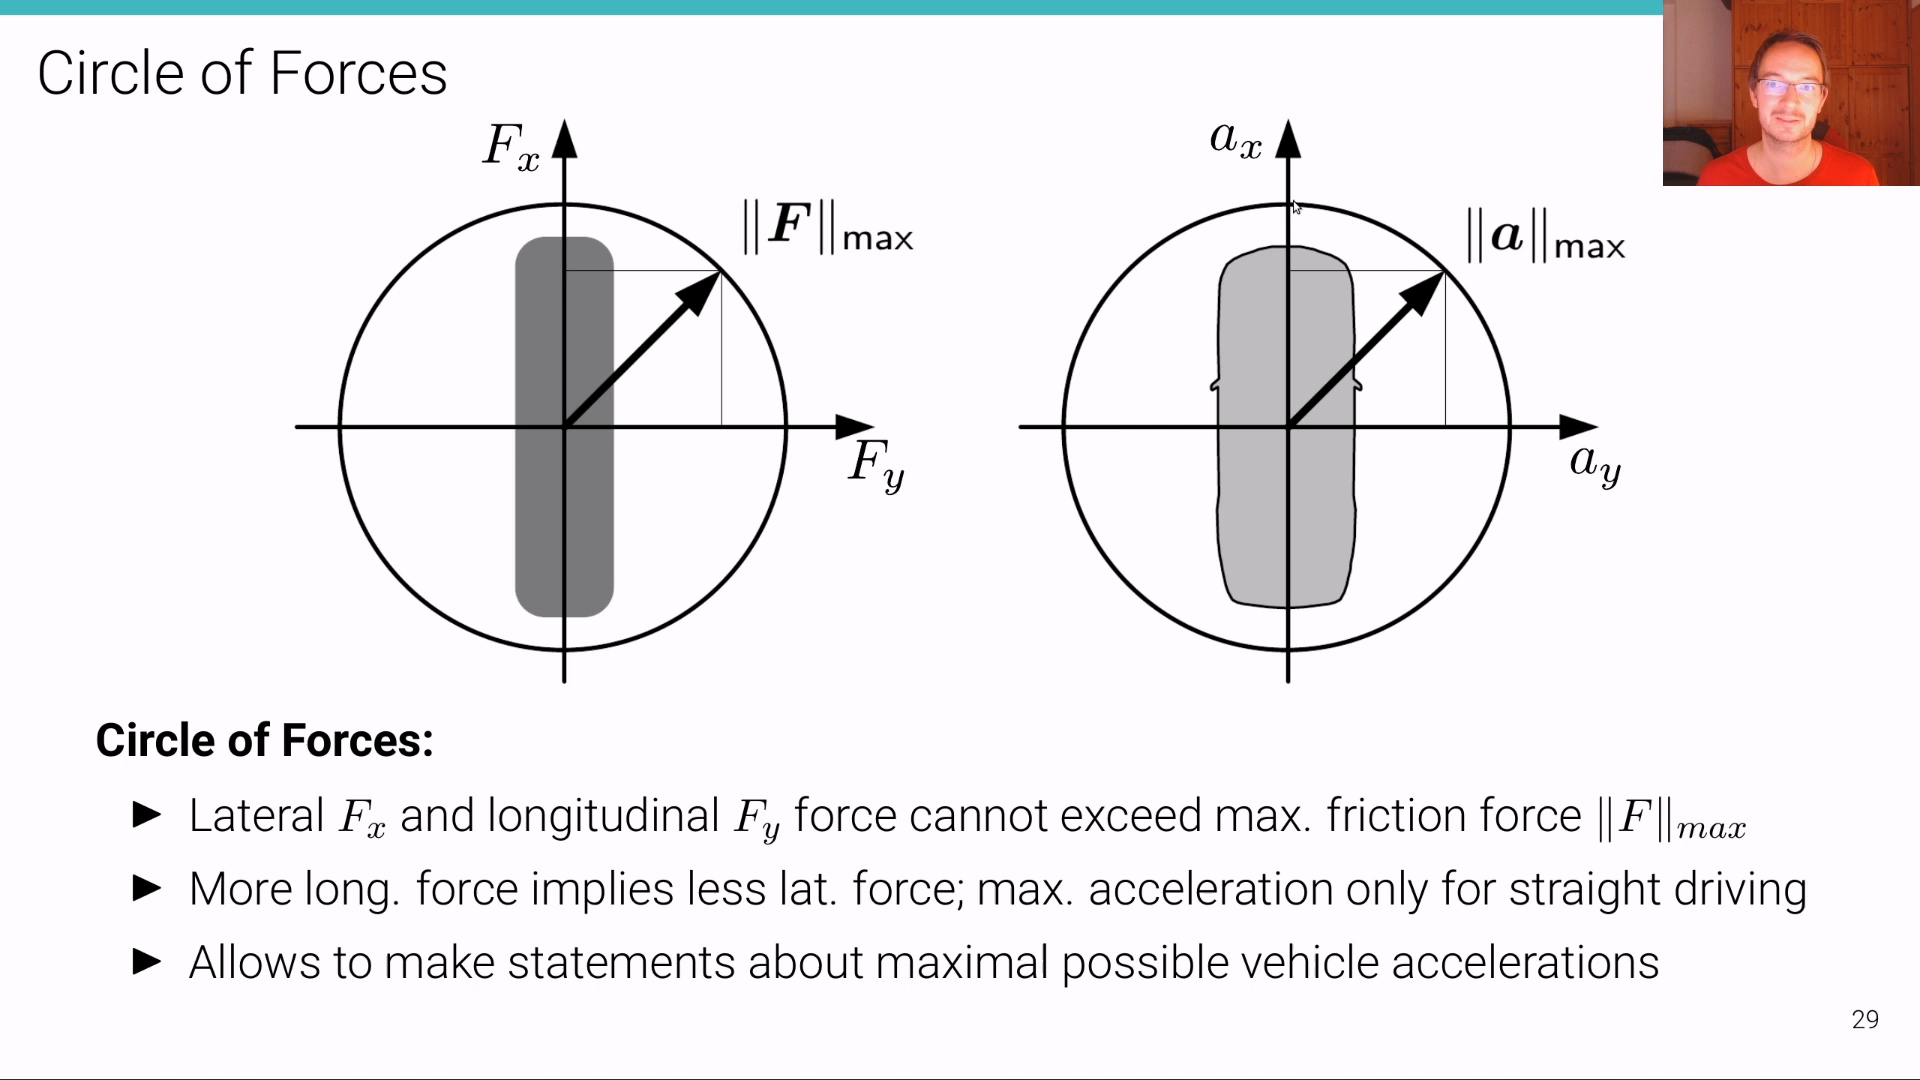 Circle of Forces
F_x
‖F‖_max
F_y
a_x
‖a‖_max
a_y
Circle of Forces:
► Lateral F_x and longitudinal F_y force cannot exceed max. friction force ‖F‖_max
► More long. force implies less lat. force; max. acceleration only for straight driving
► Allows to make statements about maximal possible vehicle accelerations
29